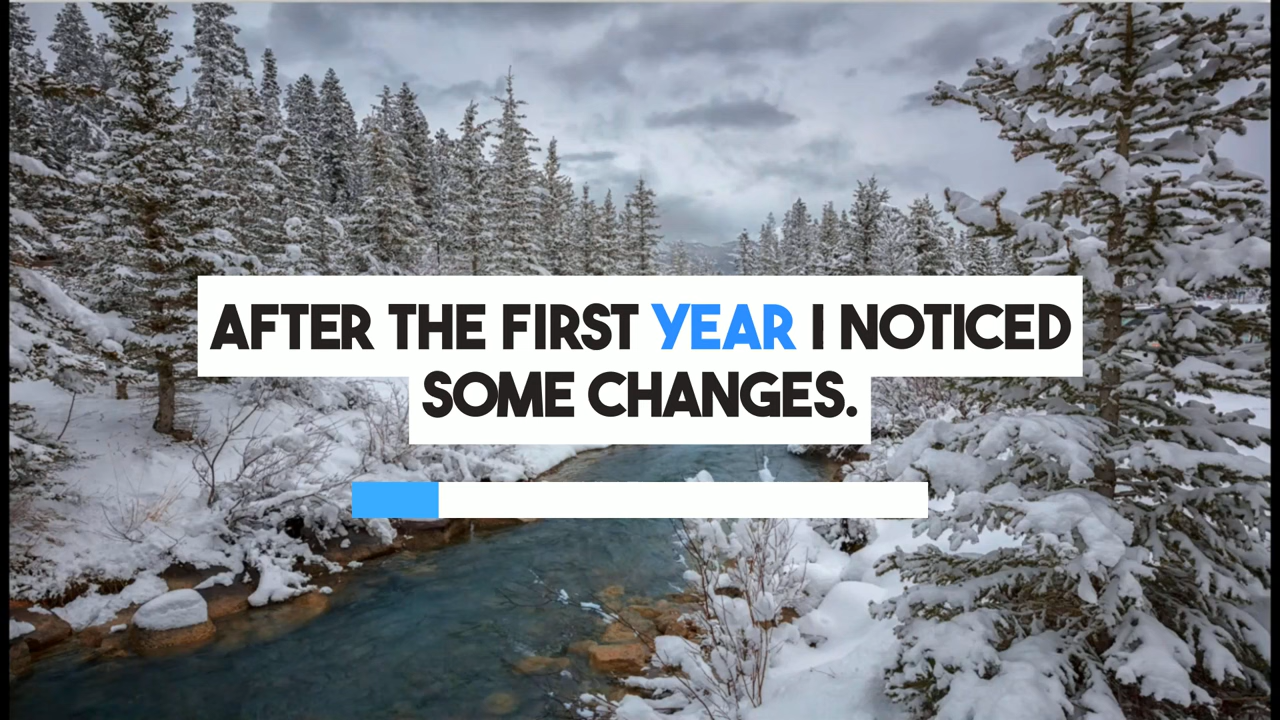 AFTER THE FIRST YEAR I NOTICED
SOME CHANGES.